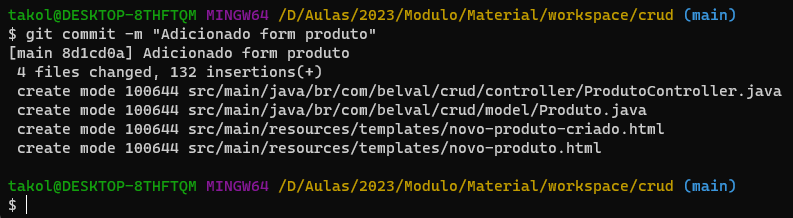 takol@DESKTOP-8THFTQM MINGW64 /D/Aulas/2023/Modulo/Material/workspace/crud (main)
$ git commit -m "Adicionado form produto"
[main 8d1cd0a] Adicionado form produto
 4 files changed, 132 insertions(+)
 create mode 100644 src/main/java/br/com/belval/crud/controller/ProdutoController.java
 create mode 100644 src/main/java/br/com/belval/crud/model/Produto.java
 create mode 100644 src/main/resources/templates/novo-produto-criado.html
 create mode 100644 src/main/resources/templates/novo-produto.html
takol@DESKTOP-8THFTQM MINGW64 /D/Aulas/2023/Modulo/Material/workspace/crud (main)
$